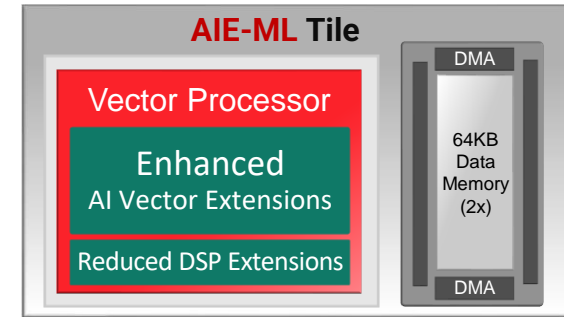 AIE-ML Tile
Vector Processor
Enhanced
AI Vector Extensions
Reduced DSP Extensions
DMA
64KB
Data
Memory
(2x)
DMA